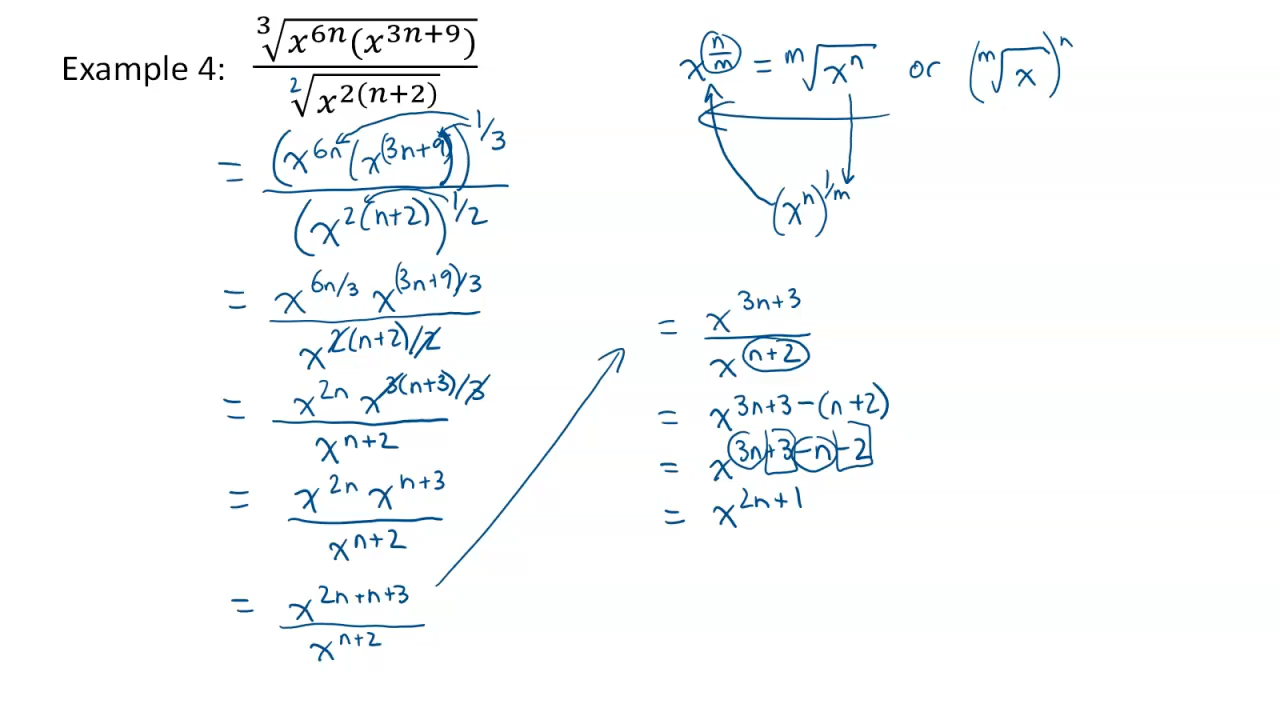 Example 4: ∛(x^{6n}(x^{3n+9})) / ²√(x^{2(n+2)})
= (x^{6n}(x^{(3n+9)}))^{1/3} / (x^{2(n+2)})^{1/2}
= x^{6n/3} x^{(3n+9)/3} / x^{2(n+2)/2}
= x^{2n} x^{3(n+3)/3} / x^{n+2}
= x^{2n} x^{n+3} / x^{n+2}
= x^{2n+n+3} / x^{n+2}
x^{n/m} = ᵐ√(xⁿ) or (ᵐ√x)ⁿ
(xⁿ)^{1/m}
= x^{3n+3} / x^{n+2}
= x^{3n+3-(n+2)}
= x^{3n+3-n-2}
= x^{2n+1}